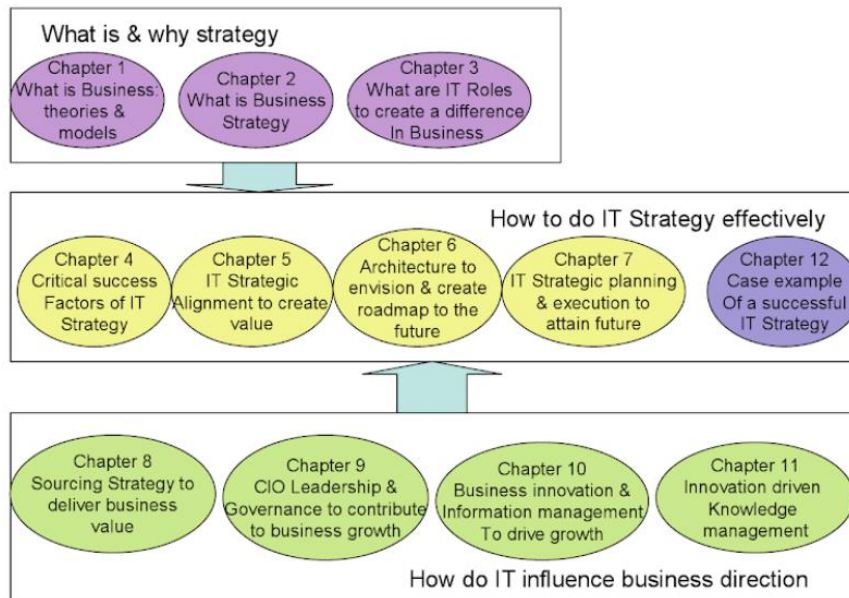 What is & why strategy
Chapter 1
What is Business:
theories &
models
Chapter 2
What is Business
Strategy
Chapter 3
What are IT Roles
to create a difference
In Business
How to do IT Strategy effectively
Chapter 4
Critical success
Factors of IT
Strategy
Chapter 5
IT Strategic
Alignment to create
value
Chapter 6
Architecture to
envision & create
roadmap to the
future
Chapter 7
IT Strategic planning
& execution to
attain future
Chapter 12
Case example
Of a successful
IT Strategy
Chapter 8
Sourcing Strategy to
deliver business
value
Chapter 9
CIO Leadership &
Governance to contribute
to business growth
Chapter 10
Business innovation &
Information management
To drive growth
Chapter 11
Innovation driven
Knowledge
management
How do IT influence business direction